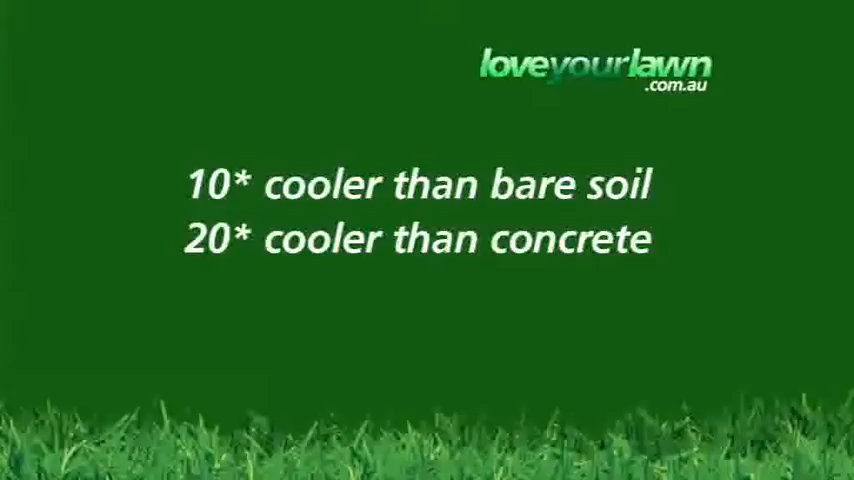 loveyourlawn
.com.au
10* cooler than bare soil
20* cooler than concrete